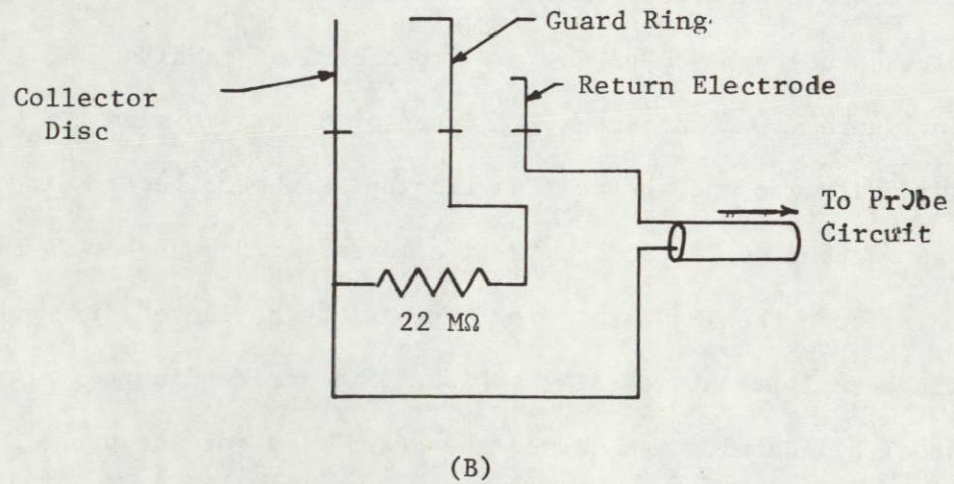 Guard Ring
Return Electrode
Collector
Disc
To Probe
Circuit
22 MΩ
(B)